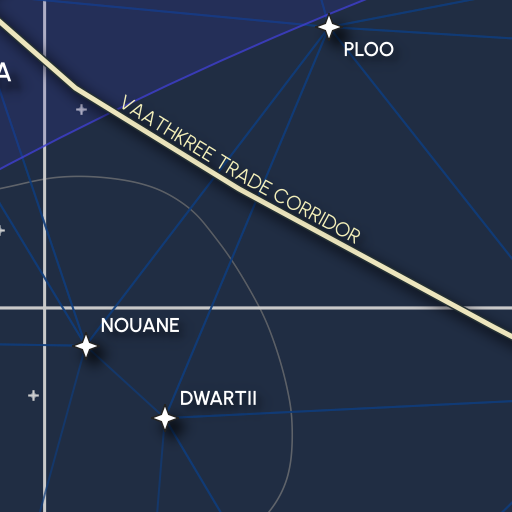 PLOO
A
VAATHKREE TRADE CORRIDOR
NOUANE
DWARTII